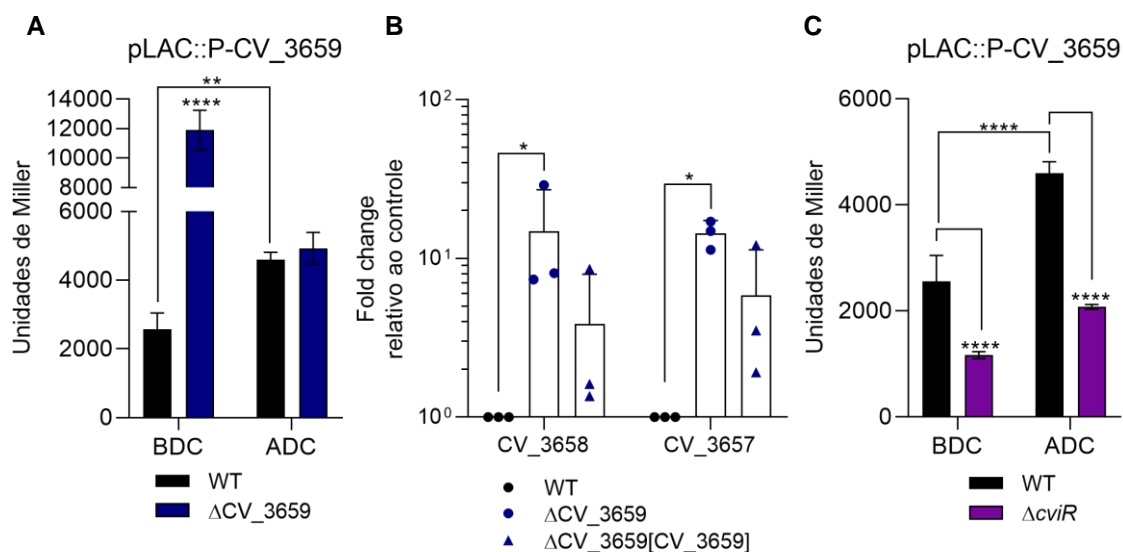 A
pLAC::P-CV_3659
Unidades de Miller
14000
12000
10000
8000
6000
4000
2000
0
**
****
BDC
ADC
WT
ΔCV_3659
B
Fold change
relativo ao controle
10²
10¹
10⁰
*
*
CV_3658
CV_3657
WT
ΔCV_3659
ΔCV_3659[CV_3659]
C
pLAC::P-CV_3659
Unidades de Miller
6000
4000
2000
0
****
****
****
BDC
ADC
WT
ΔcviR